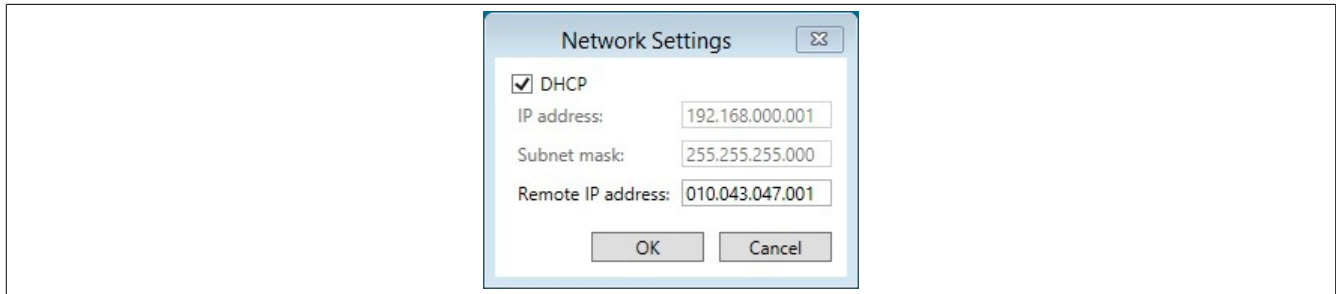 Network Settings
DHCP
IP address: 192.168.000.001
Subnet mask: 255.255.255.000
Remote IP address: 010.043.047.001
OK Cancel